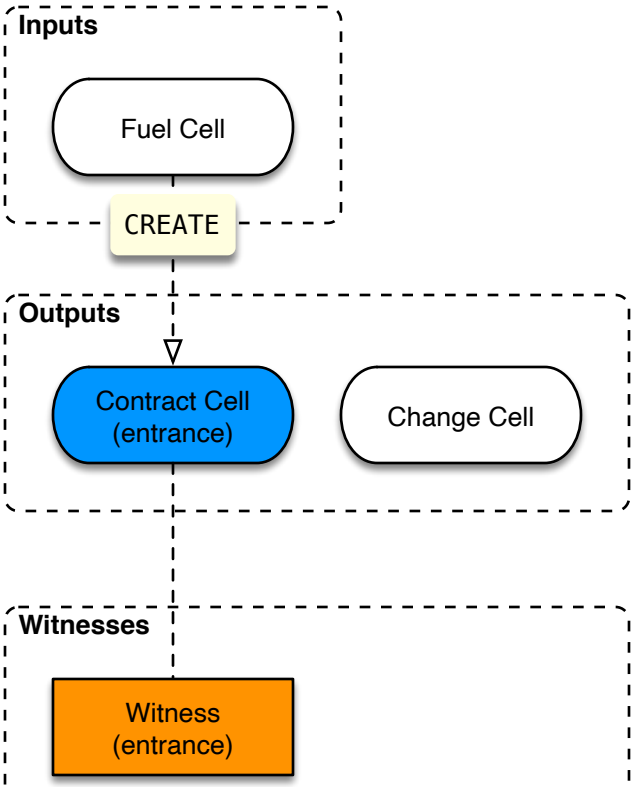 Inputs
Fuel Cell
CREATE
Outputs
Contract Cell
(entrance)
Change Cell
Witnesses
Witness
(entrance)